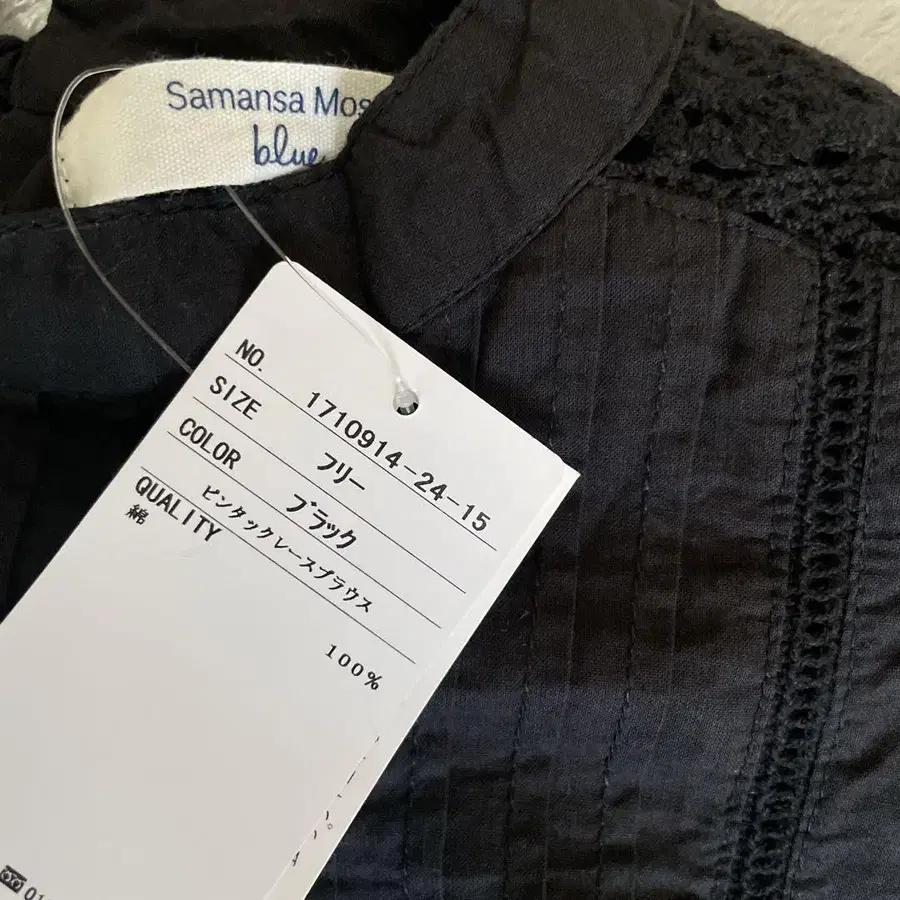 Samansa Mos
blue
NO. 1710914-24-15
SIZE フリー
COLOR ブラック
ピンタックレースブラウス
QUALITY
綿 100%
01